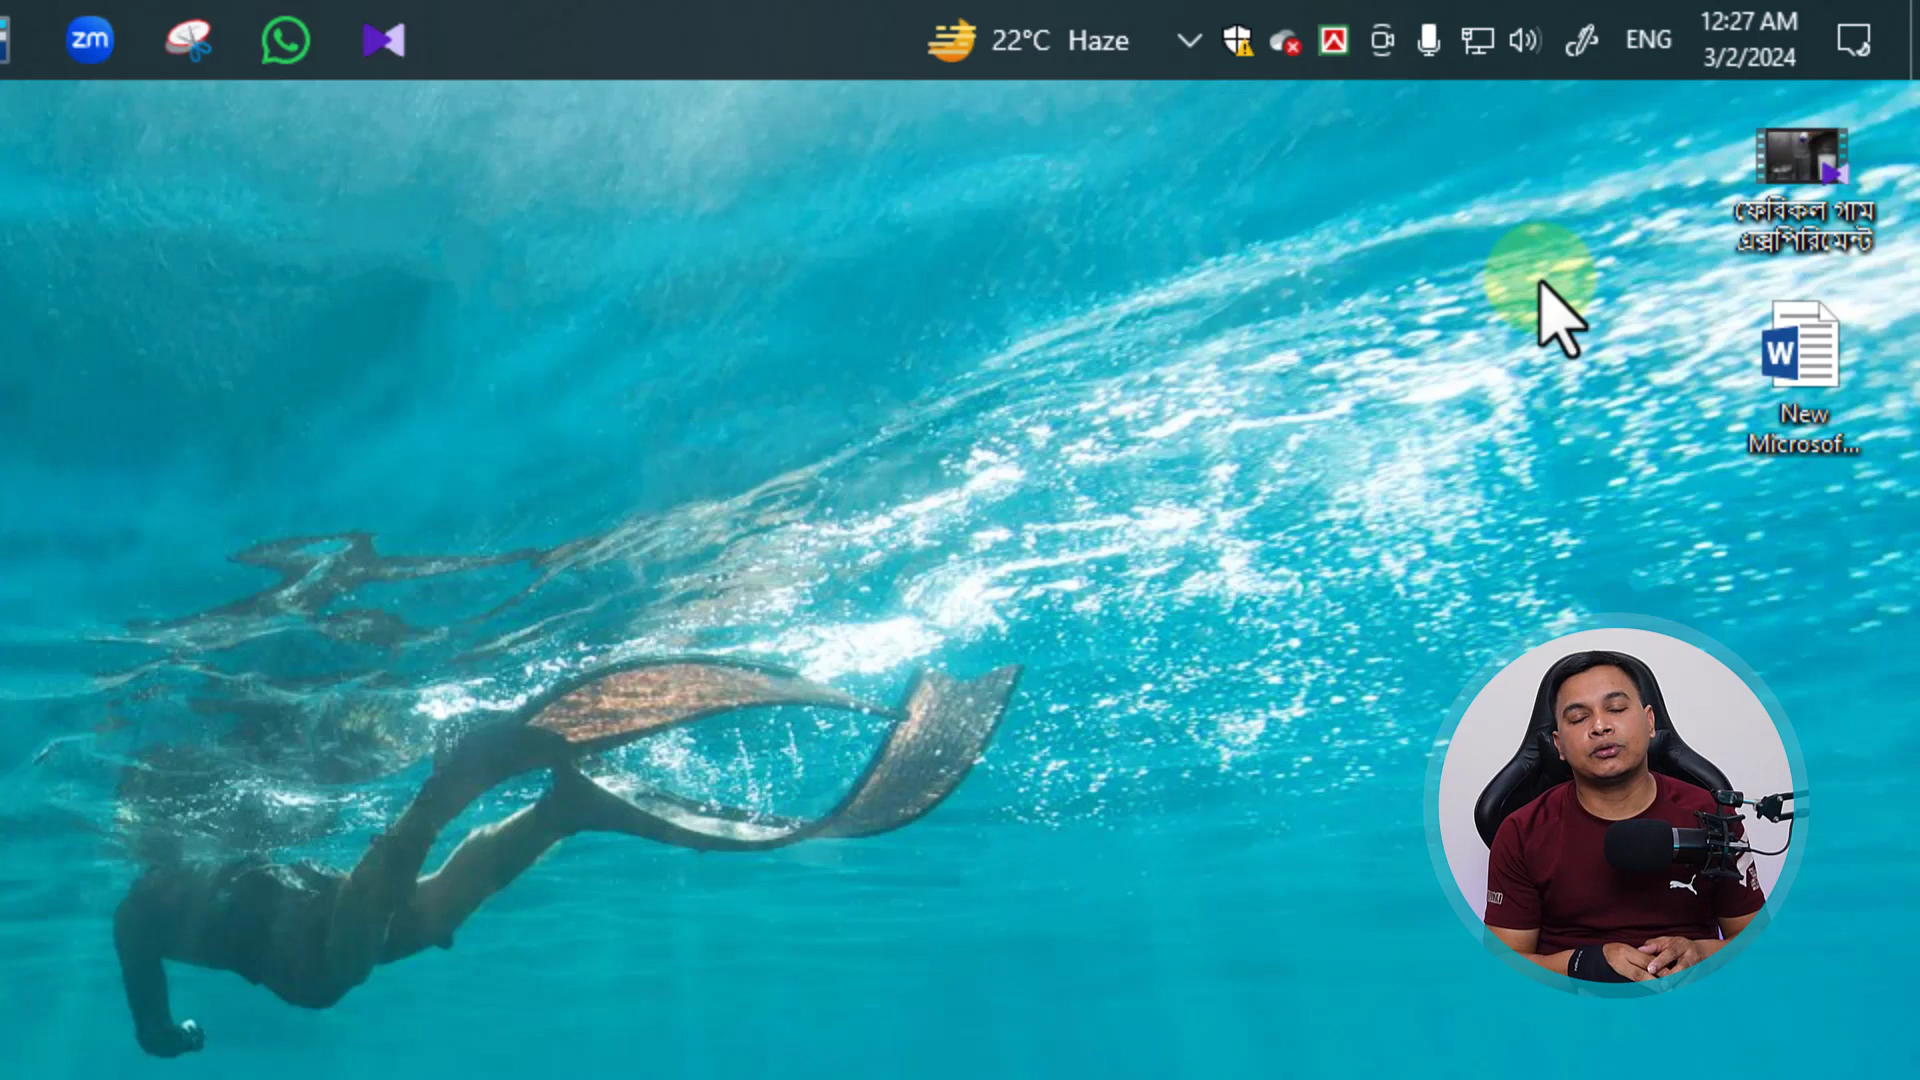 zm
22°C Haze
ENG
12:27 AM
3/2/2024
ফেবিকল গাম
এক্সপিরিমেন্ট
W
New
Microsof...